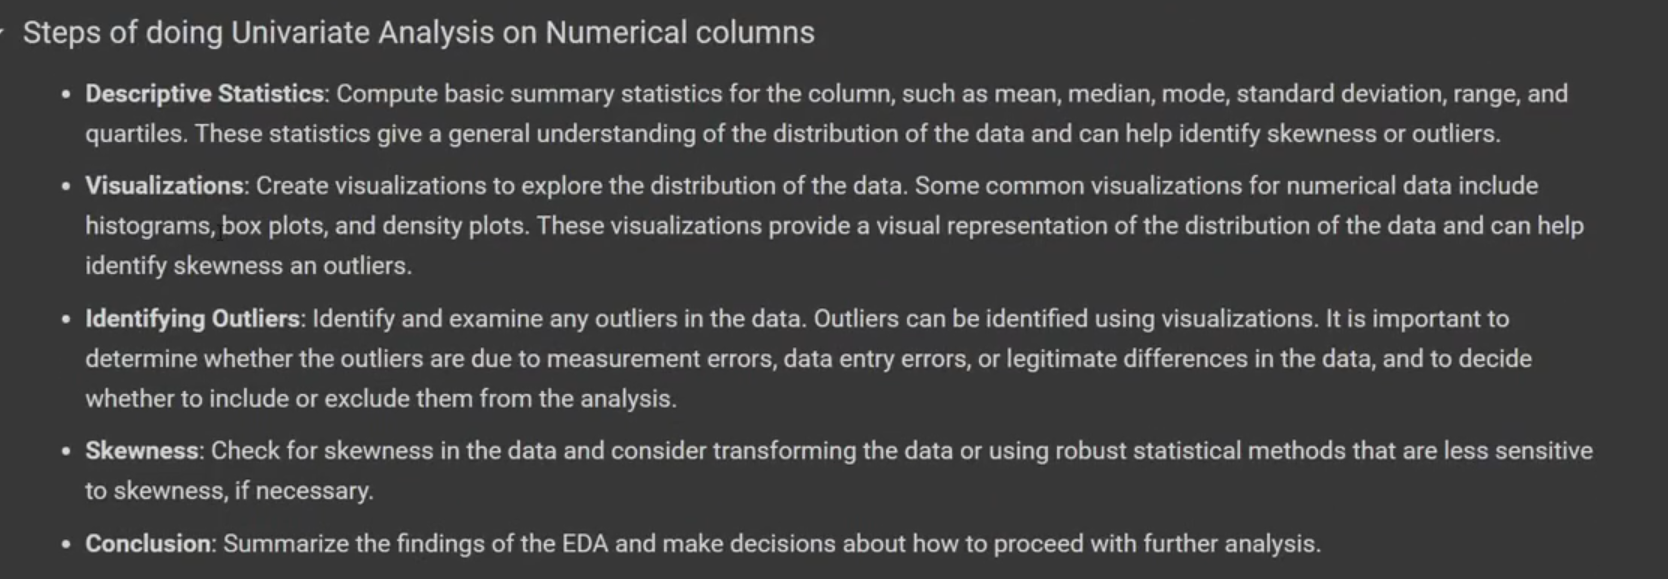 Steps of doing Univariate Analysis on Numerical columns
• Descriptive Statistics: Compute basic summary statistics for the column, such as mean, median, mode, standard deviation, range, and
quartiles. These statistics give a general understanding of the distribution of the data and can help identify skewness or outliers.
• Visualizations: Create visualizations to explore the distribution of the data. Some common visualizations for numerical data include
histograms, box plots, and density plots. These visualizations provide a visual representation of the distribution of the data and can help
identify skewness an outliers.
• Identifying Outliers: Identify and examine any outliers in the data. Outliers can be identified using visualizations. It is important to
determine whether the outliers are due to measurement errors, data entry errors, or legitimate differences in the data, and to decide
whether to include or exclude them from the analysis.
• Skewness: Check for skewness in the data and consider transforming the data or using robust statistical methods that are less sensitive
to skewness, if necessary.
• Conclusion: Summarize the findings of the EDA and make decisions about how to proceed with further analysis.